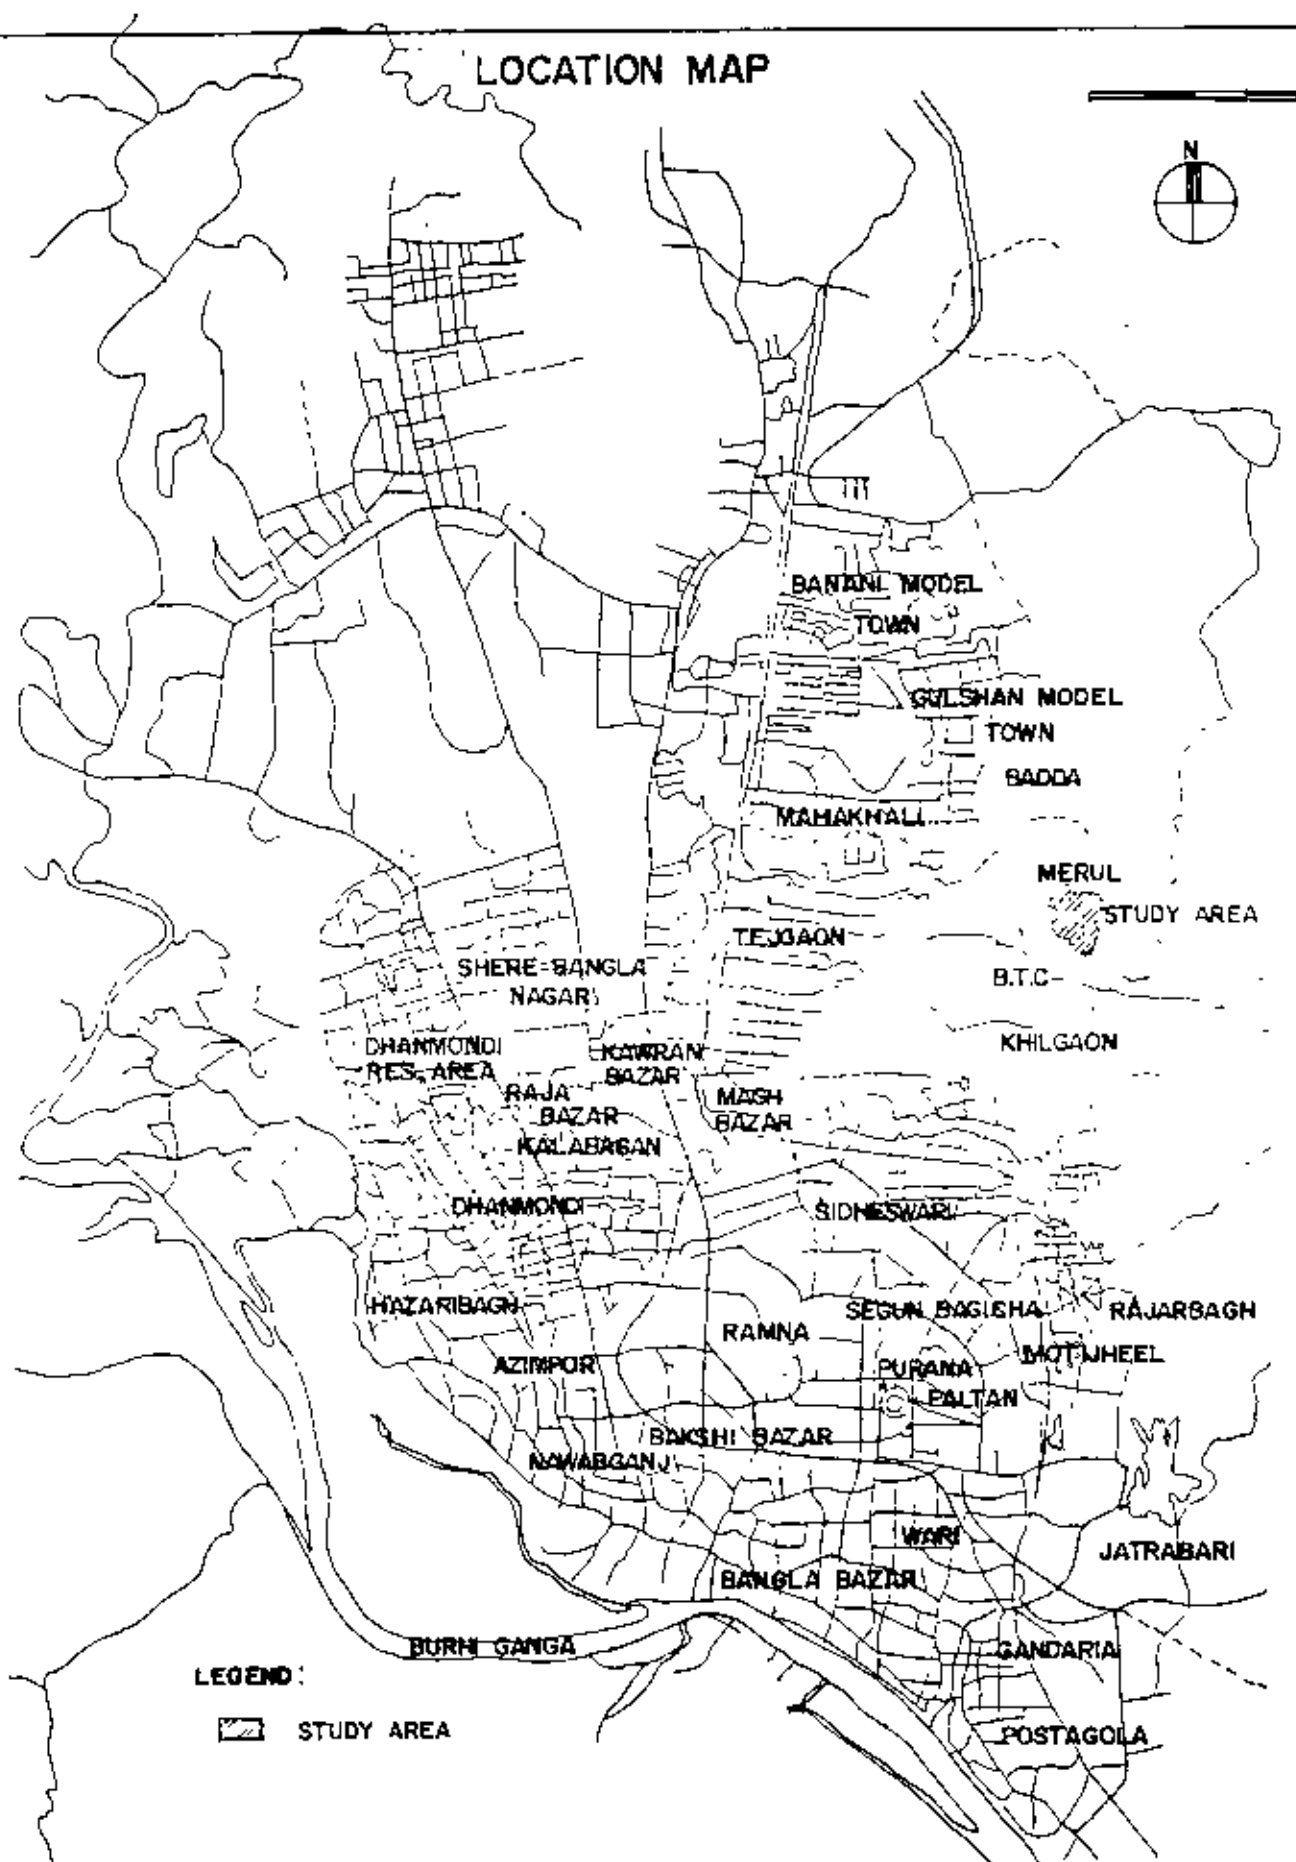 LOCATION MAP
N
BANANI MODEL
TOWN
GULSHAN MODEL
TOWN
BADDA
MAHAKHALI
MERUL
STUDY AREA
TEJGAON
SHERE-BANGLA
NAGAR
B.T.C
KHILGAON
DHANMONDI
RES. AREA
KAWRAN
BAZAR
RAJA
BAZAR
MAGH
BAZAR
KALABAGAN
DHANMONDI
SIDHESWARI
HAZARIBAGH
SEGUN BAGICHA
RAJARBAGH
RAMNA
MOTIJHEEL
AZIMPOR
PURANA
PALTAN
BAKSHI BAZAR
NAWABGANJ
WARI
JATRABARI
BANGLA BAZAR
BURHI GANGA
GANDARIA
LEGEND:
STUDY AREA
POSTAGOLA